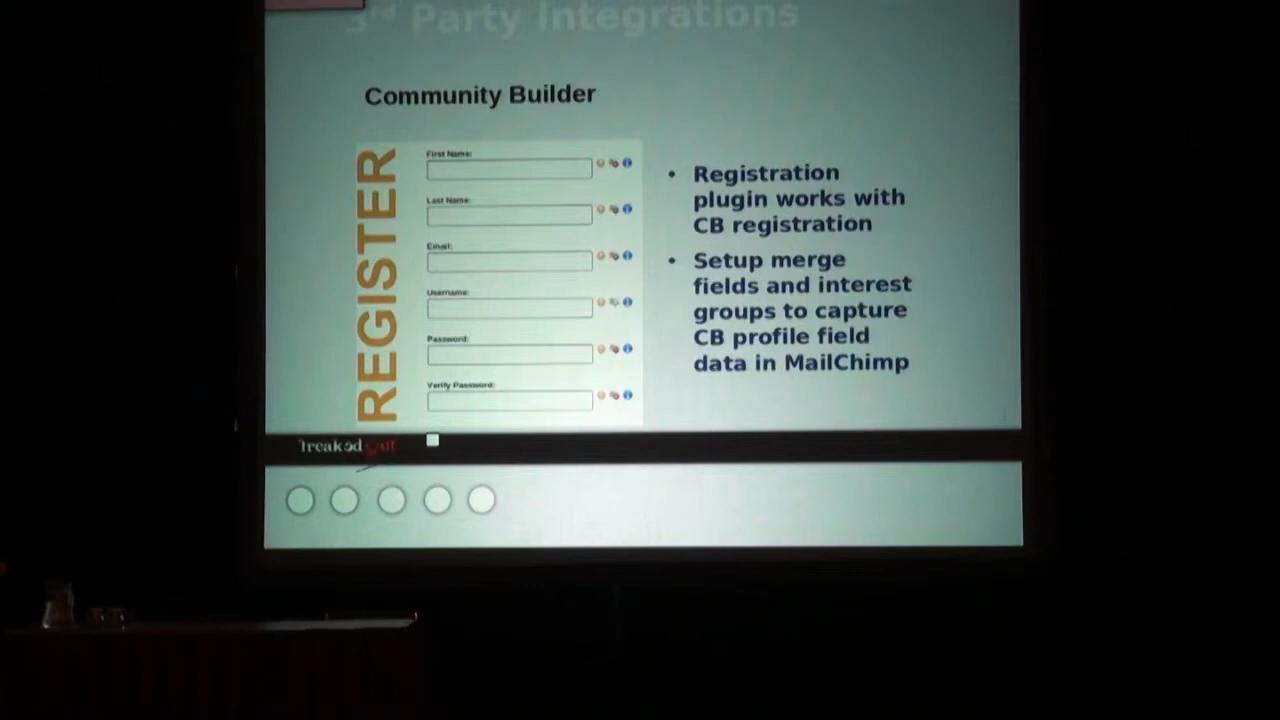 3rd Party Integrations
Community Builder
REGISTER
First Name:
Last Name:
Email:
Username:
Password:
Verify Password:
• Registration
plugin works with
CB registration
• Setup merge
fields and interest
groups to capture
CB profile field
data in MailChimp